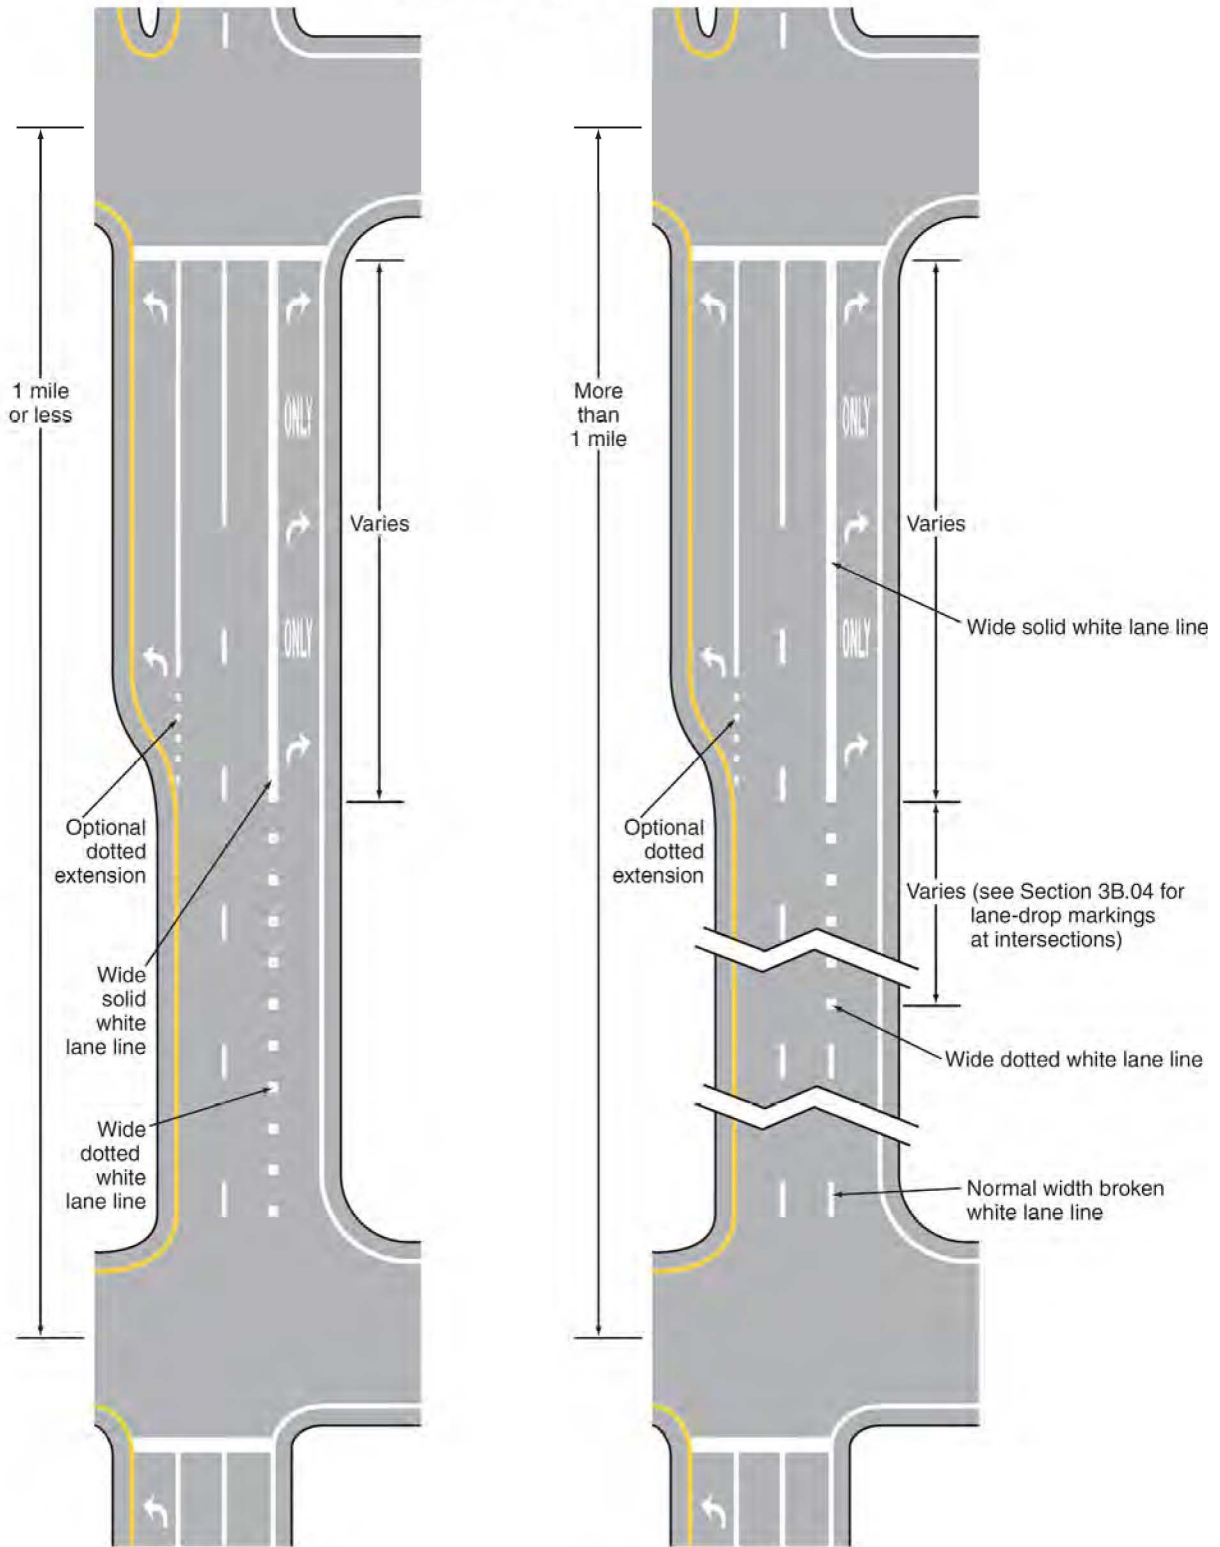 1 mile
or less
ONLY
Varies
ONLY
Optional
dotted
extension
Wide
solid
white
lane line
Wide
dotted
white
lane line
More
than
1 mile
ONLY
Varies
Wide solid white lane line
ONLY
Optional
dotted
extension
Varies (see Section 3B.04 for
lane-drop markings
at intersections)
Wide dotted white lane line
Normal width broken
white lane line